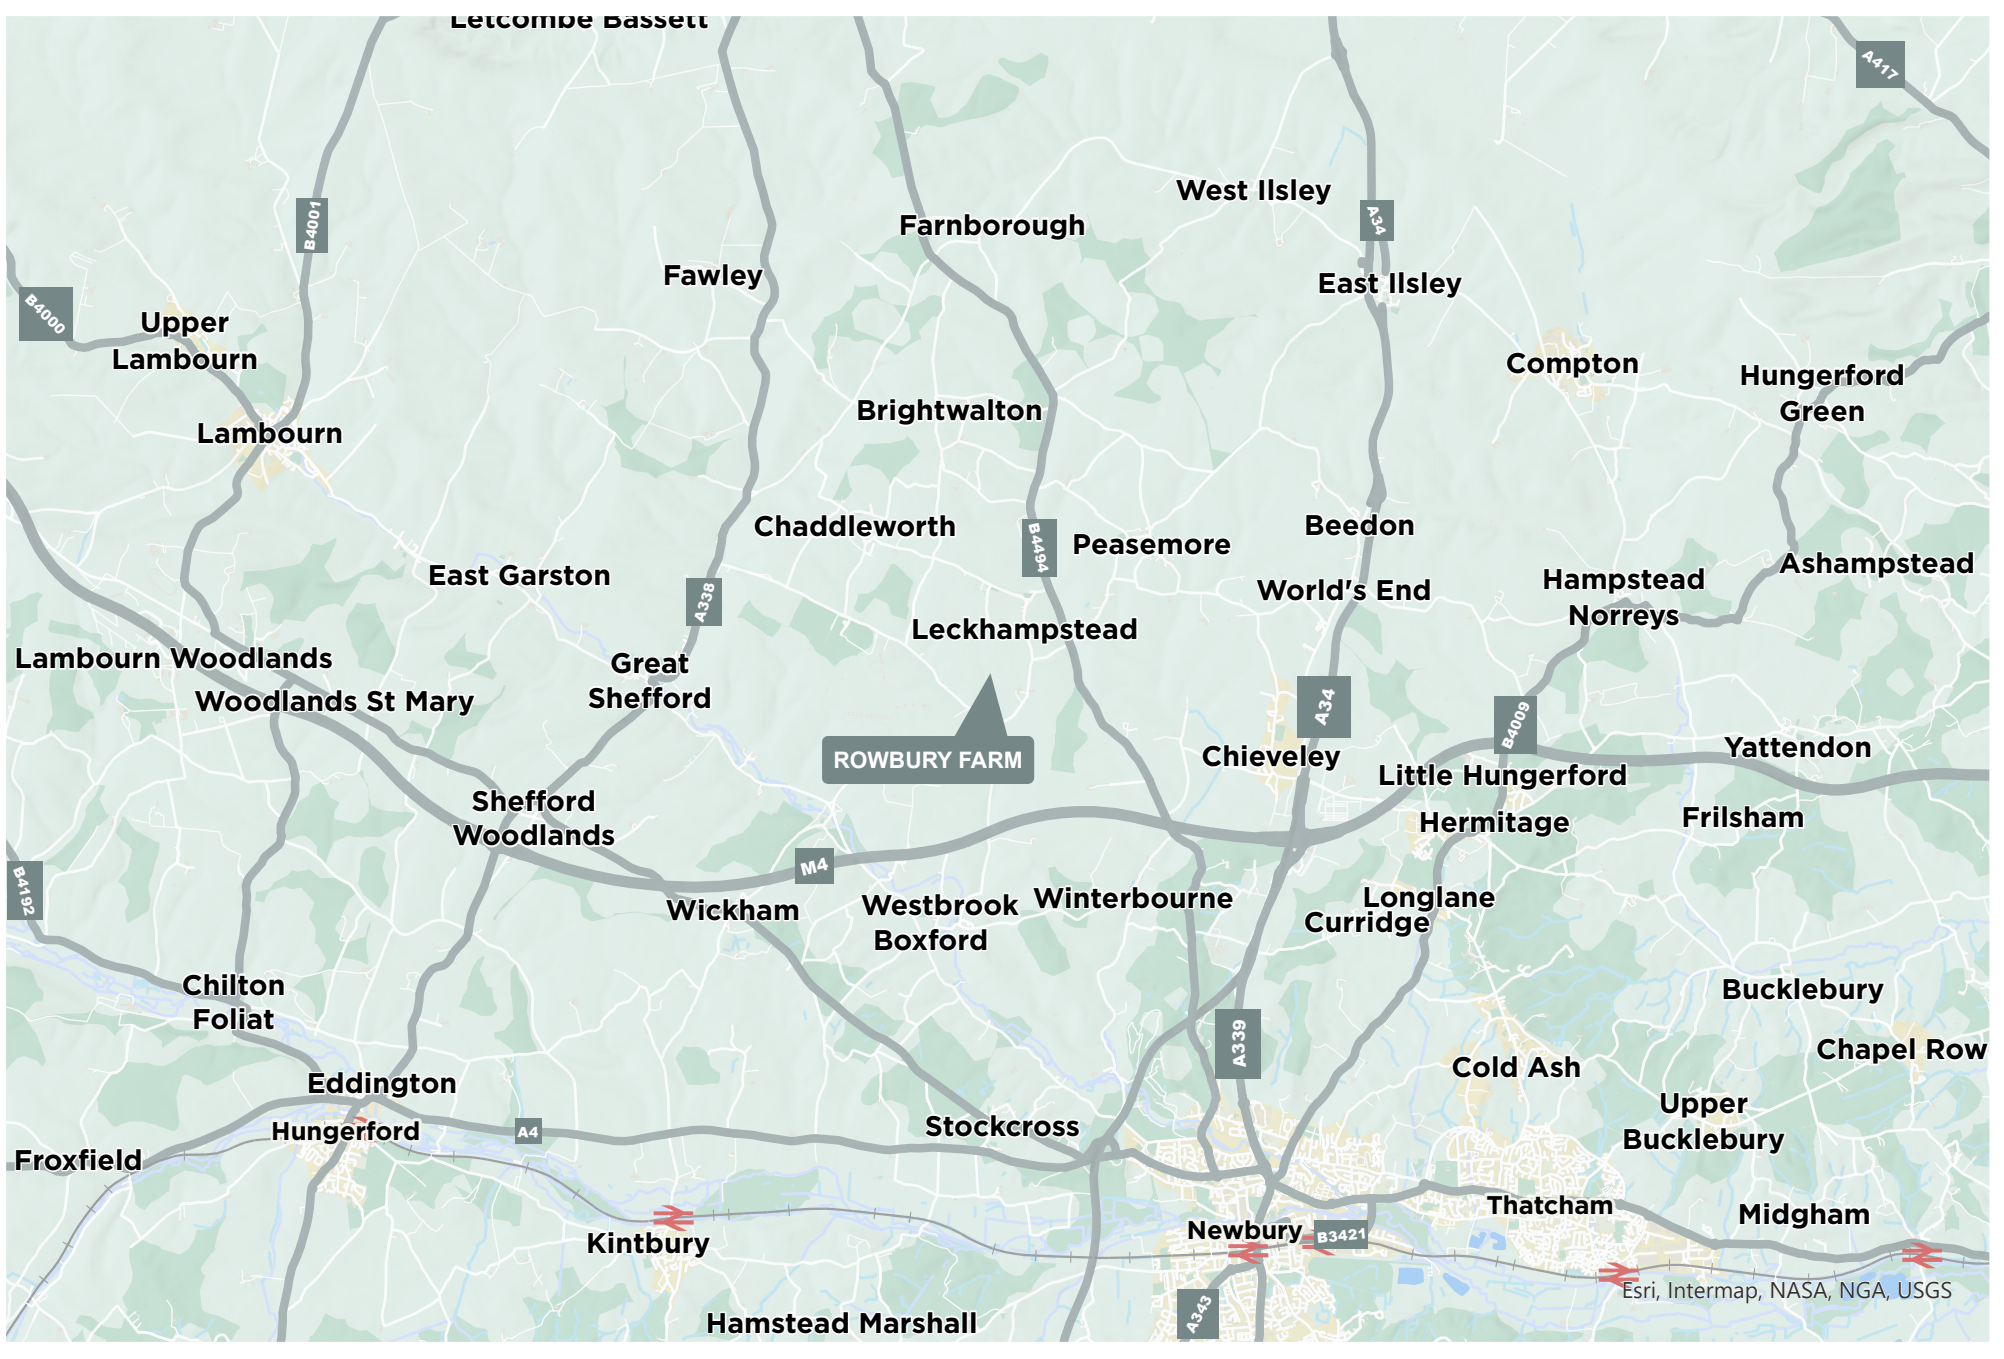 Letcombe Bassett
A417
West Ilsley
B4001
A34
Farnborough
Fawley
East Ilsley
B4000
Upper
Lambourn
Compton
Hungerford
Green
Brightwalton
Lambourn
Chaddleworth
Beedon
B4494
Peasemore
Ashampstead
East Garston
Hampstead
Norreys
World's End
A338
Leckhampstead
Lambourn Woodlands
Great
Shefford
Woodlands St Mary
A34
B4009
Yattendon
ROWBURY FARM
Chieveley
Little Hungerford
Shefford
Woodlands
Hermitage
Frilsham
M4
B4192
Wickham
Westbrook
Boxford
Winterbourne
Longlane
Curridge
Chilton
Foliat
Bucklebury
A339
Chapel Row
Cold Ash
Eddington
Upper
Bucklebury
Stockcross
Hungerford
A4
Froxfield
Thatcham
Midgham
Newbury
B3421
Kintbury
Esri, Intermap, NASA, NGA, USGS
A343
Hamstead Marshall